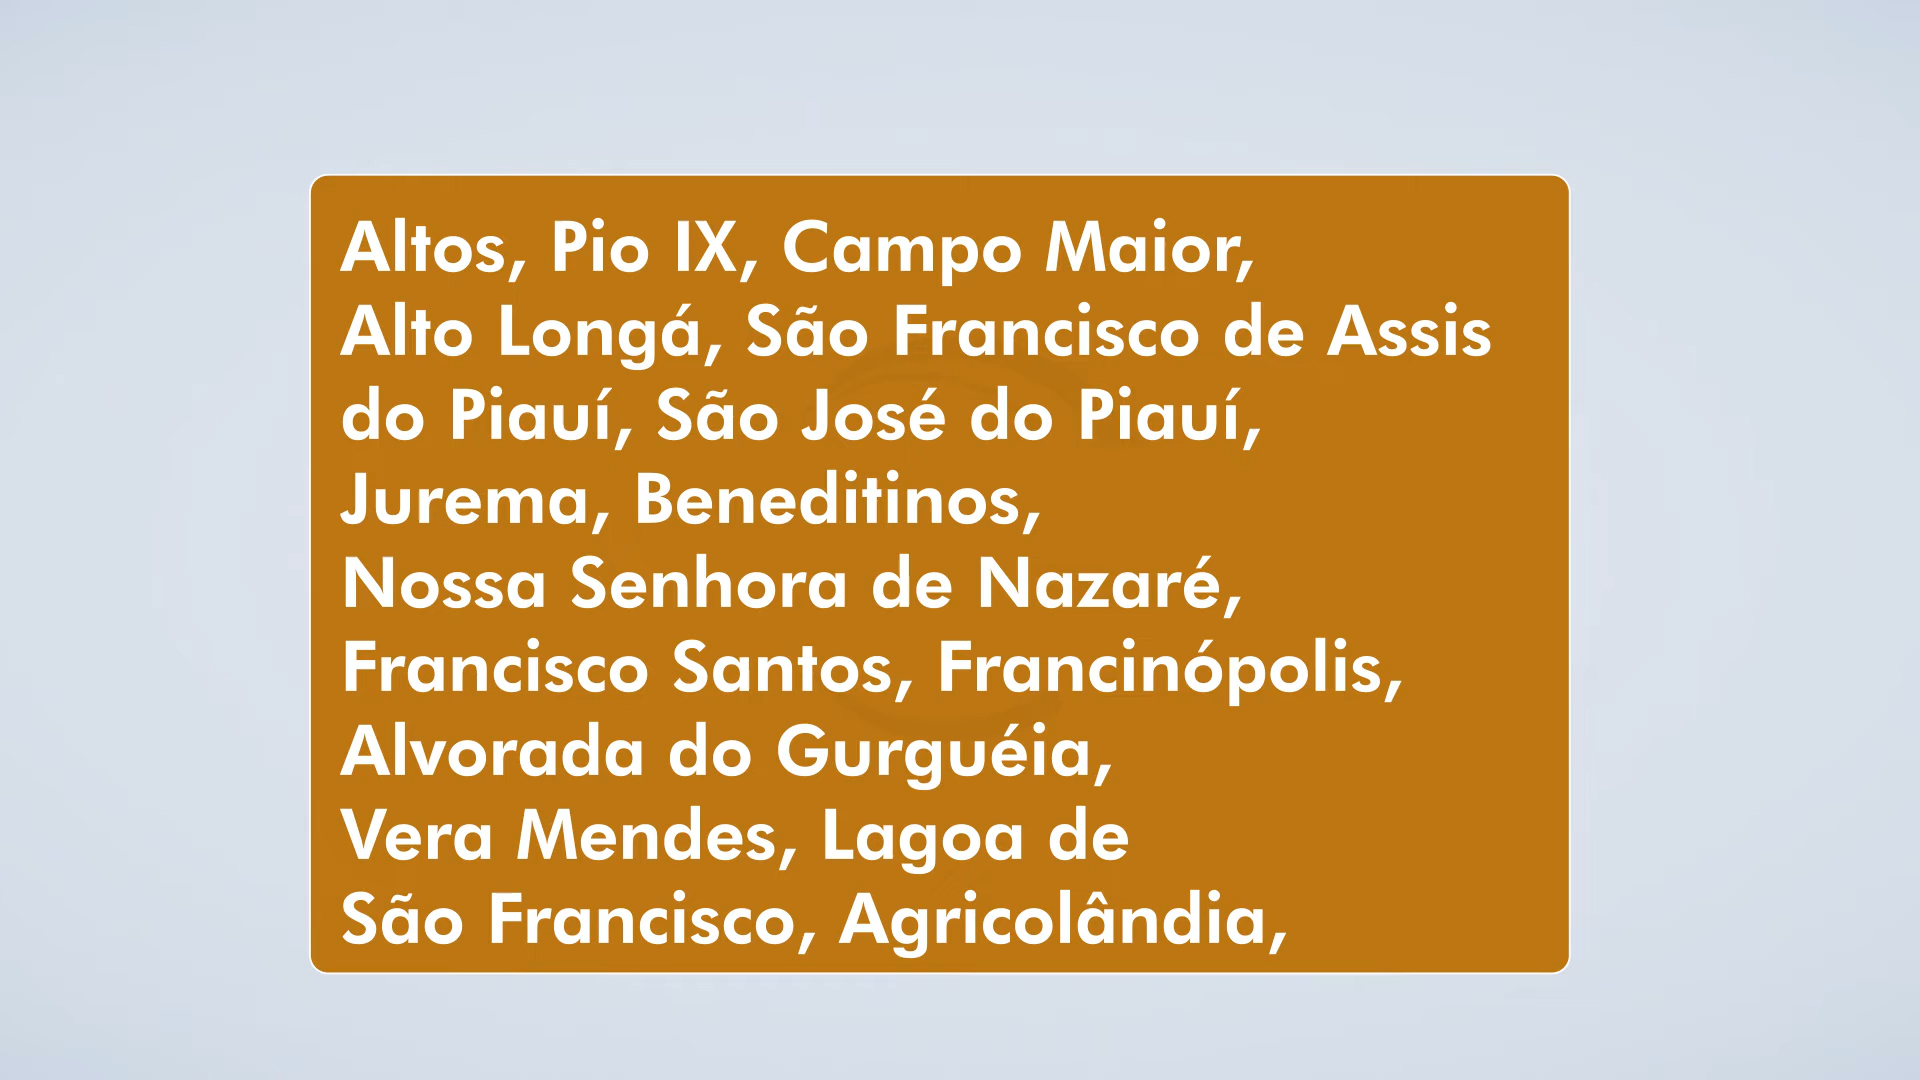 Altos, Pio IX, Campo Maior,
Alto Longá, São Francisco de Assis
do Piauí, São José do Piauí,
Jurema, Beneditinos,
Nossa Senhora de Nazaré,
Francisco Santos, Francinópolis,
Alvorada do Gurguéia,
Vera Mendes, Lagoa de
São Francisco, Agricolândia,